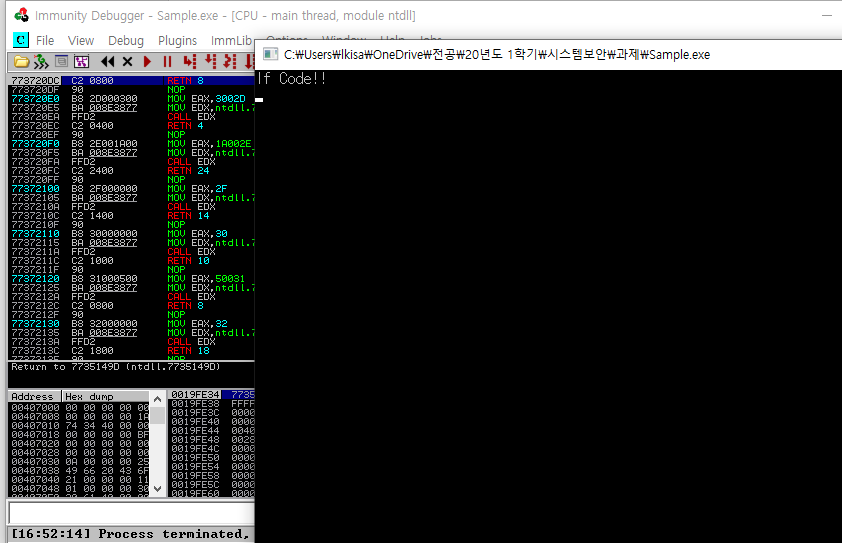 Immunity Debugger - Sample.exe - [CPU - main thread, module ntdll]
C File View Debug Plugins ImmLib Options Window Help Jobs
C:\Users\lkisa\OneDrive\전공\20년도 1학기\시스템보안\과제\Sample.exe
If Code!!
773720DC C2 0800 RETN 8
773720DF 90 NOP
773720E0 B8 2D000300 MOV EAX,3002D
773720E5 BA 008E3877 MOV EDX,ntdll.7
773720EA FFD2 CALL EDX
773720EC C2 0400 RETN 4
773720EF 90 NOP
773720F0 B8 2E001A00 MOV EAX,1A002E
773720F5 BA 008E3877 MOV EDX,ntdll.7
773720FA FFD2 CALL EDX
773720FC C2 2400 RETN 24
773720FF 90 NOP
77372100 B8 2F000000 MOV EAX,2F
77372105 BA 008E3877 MOV EDX,ntdll.7
7737210A FFD2 CALL EDX
7737210C C2 1400 RETN 14
7737210F 90 NOP
77372110 B8 30000000 MOV EAX,30
77372115 BA 008E3877 MOV EDX,ntdll.7
7737211A FFD2 CALL EDX
7737211C C2 1000 RETN 10
7737211F 90 NOP
77372120 B8 31000500 MOV EAX,50031
77372125 BA 008E3877 MOV EDX,ntdll.7
7737212A FFD2 CALL EDX
7737212C C2 0800 RETN 8
7737212F 90 NOP
77372130 B8 32000000 MOV EAX,32
77372135 BA 008E3877 MOV EDX,ntdll.7
7737213A FFD2 CALL EDX
7737213C C2 1800 RETN 18
7737213F 90 NOP
Return to 7735149D (ntdll.7735149D)
Address Hex dump
00407000 00 00 00 00 00
00407008 00 00 00 00 1A
00407010 74 34 40 00 00
00407018 00 00 00 00 BF
00407020 00 00 00 00 00
00407028 00 00 00 00 00
00407030 0A 00 00 00 25
00407038 49 66 20 43 6F
00407040 21 00 00 00 11
00407048 01 00 00 00 30
0019FE34 7735
0019FE38 FFFF
0019FE3C 0000
0019FE40 0000
0019FE44 0040
0019FE48 0028
0019FE4C 0000
0019FE50 0000
0019FE54 0000
0019FE58 0000
0019FE5C 0000
0019FE60 0000
[16:52:14] Process terminated,